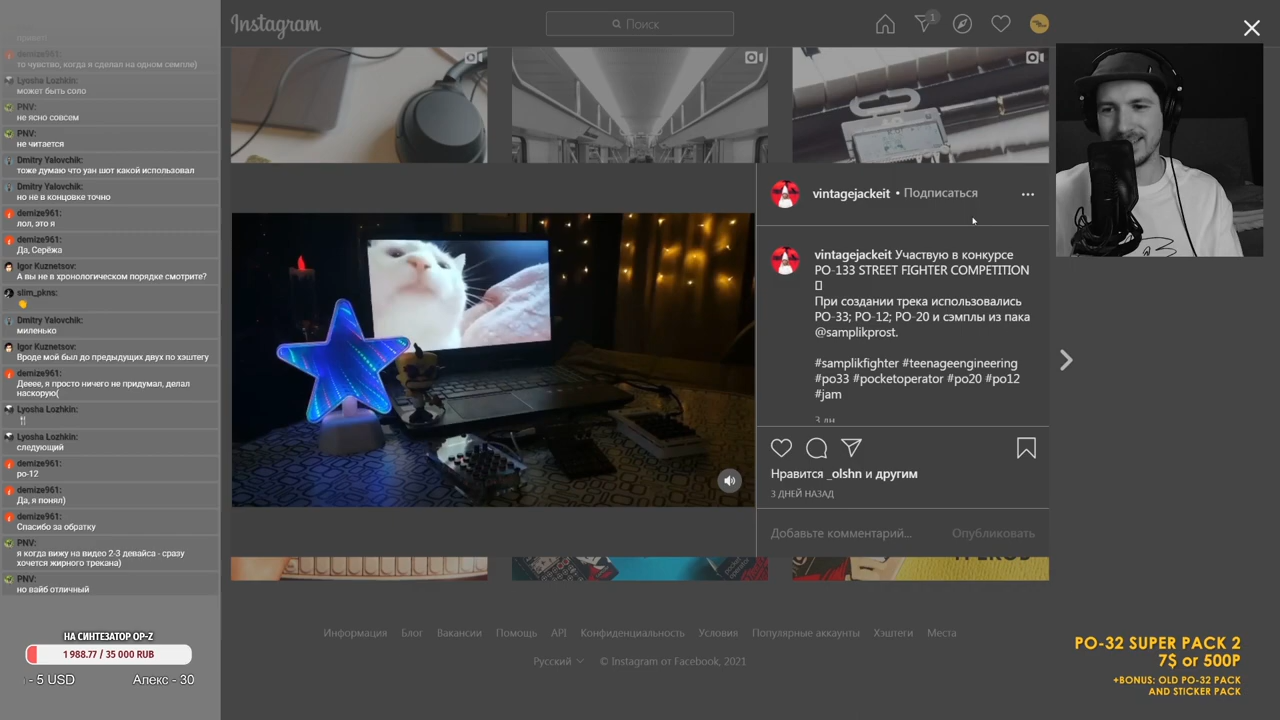 привет!
demize961:
то чувство, когда я сделал на одном семпле)
Lyosha Lozhkin:
может быть соло
PNV:
не ясно совсем
PNV:
не читается
Dmitry Yalovchik:
тоже думаю что уан шот какой использовал
Dmitry Yalovchik:
но не в концовке точно
demize961:
лол, это я
demize961:
Да, Серёжа
Igor Kuznetsov:
А вы не в хронологическом порядке смотрите?
slim_pkns:
Dmitry Yalovchik:
миленько
Igor Kuznetsov:
Вроде мой был до предыдущих двух по хэштегу
demize961:
Дееее, я просто ничего не придумал, делал
наскорую(
Lyosha Lozhkin:
Lyosha Lozhkin:
следующий
demize961:
po-12
demize961:
Да, я понял)
demize961:
Спасибо за обратку
PNV:
я когда вижу на видео 2-3 девайса - сразу
хочется жирного трекана)
PNV:
но вайб отличный
НА СИНТЕЗАТОР OP-Z
1 988.77 / 35 000 RUB
- 5 USD Алекс - 30
Instagram
Поиск
1
vintagejackeit • Подписаться
vintagejackeit Участвую в конкурсе
PO-133 STREET FIGHTER COMPETITION
При создании трека использовались
PO-33; PO-12; PO-20 и сэмплы из пака
@samplikprost.
#samplikfighter #teenageengineering
#po33 #pocketoperator #po20 #po12
#jam
3 дн
Нравится _olshn и другим
3 ДНЕЙ НАЗАД
Добавьте комментарий... Опубликовать
Информация Блог Вакансии Помощь API Конфиденциальность Условия Популярные аккаунты Хэштеги Места
Русский © Instagram от Facebook, 2021
PO-32 SUPER PACK 2
7$ or 500Р
+BONUS: OLD PO-32 PACK
AND STICKER PACK